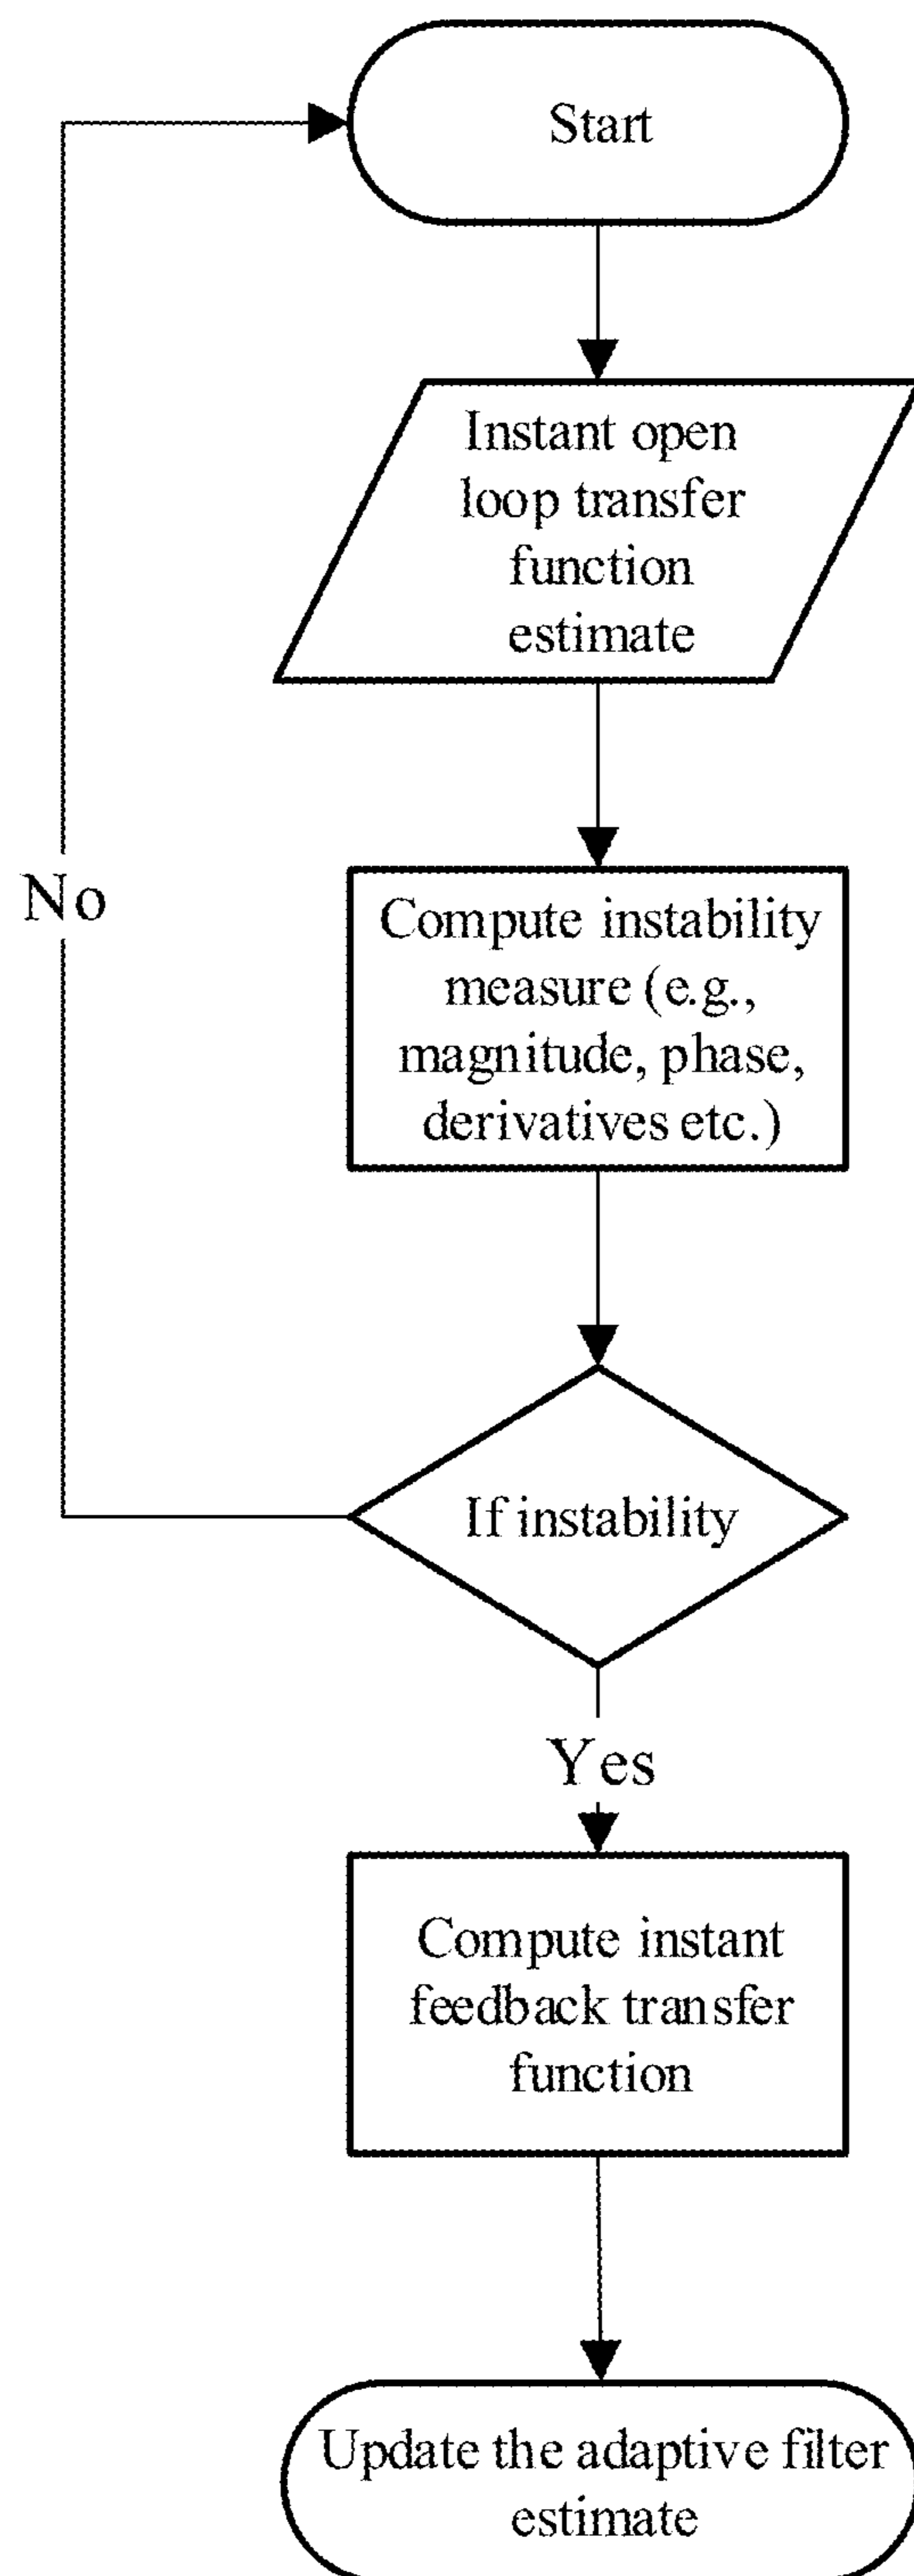 Start
Instant open
loop transfer
function
estimate
No
Compute instability
measure (e.g.,
magnitude, phase,
derivatives etc.)
If instability
Yes
Compute instant
feedback transfer
function
Update the adaptive filter
estimate